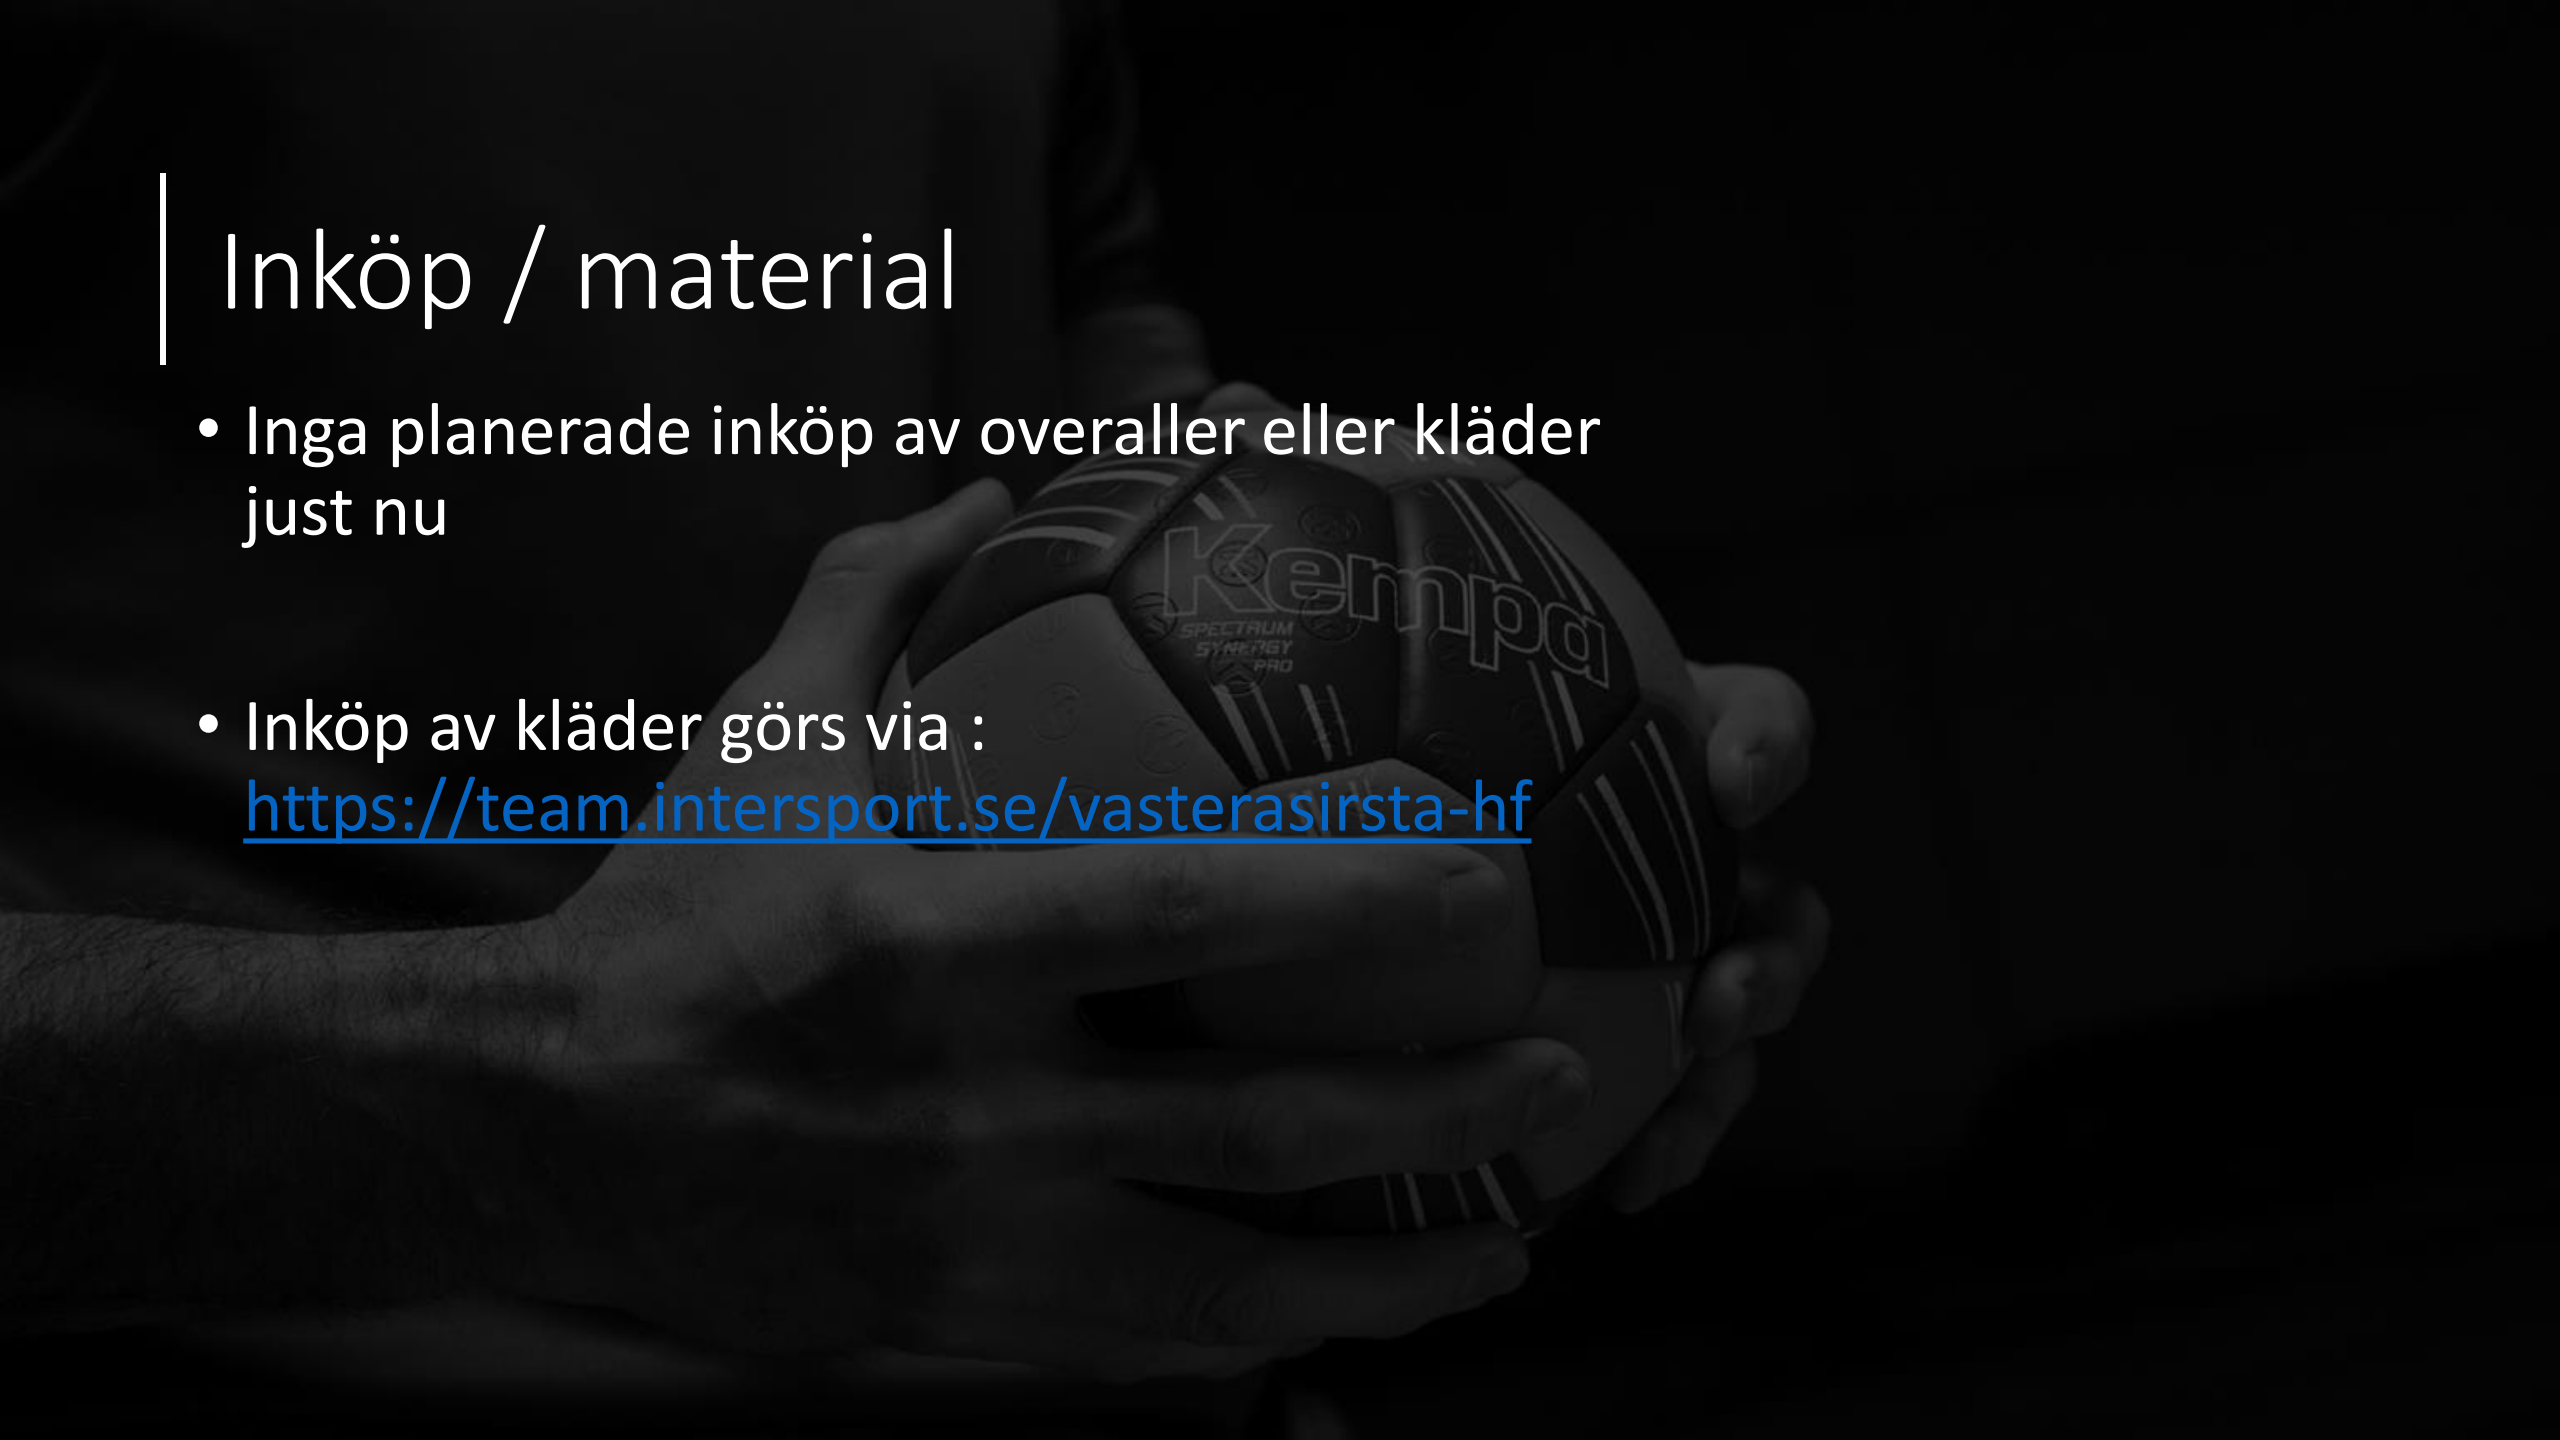 Inköp / material
• Inga planerade inköp av overaller eller kläder
just nu
Kempa
SPECTRUM
SYNERGY
PRO
• Inköp av kläder görs via :
https://team.intersport.se/vasterasirsta-hf